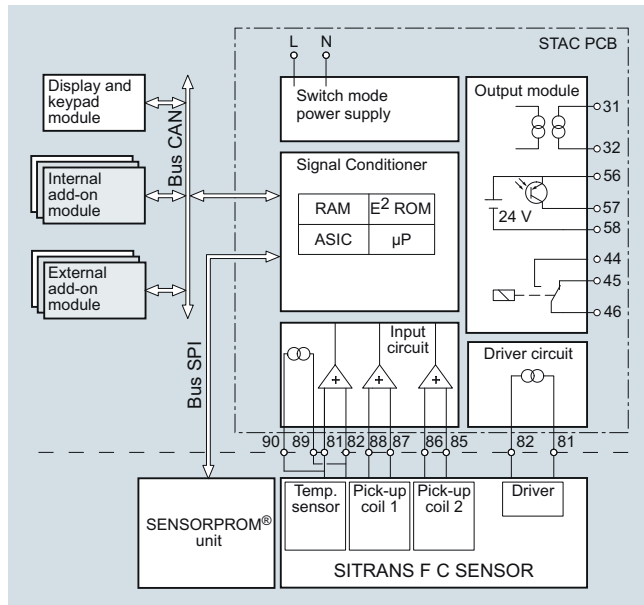 L N
STAC PCB
Display and
keypad module
Bus CAN
Switch mode
power supply
Output module
31
32
56
57
24 V
58
44
45
46
Internal
add-on
module
Signal Conditioner
RAM E² ROM
ASIC µP
External
add-on
module
Bus SPI
Input
circuit
Driver circuit
90 89 81 82 88 87 86 85 82 81
SENSORPROM®
unit
Temp.
sensor
Pick-up
coil 1
Pick-up
coil 2
Driver
SITRANS F C SENSOR